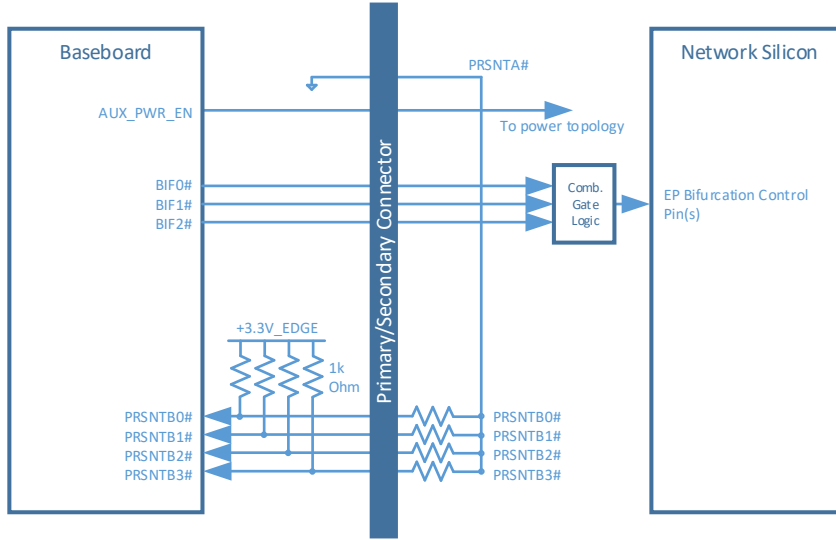 Baseboard
Network Silicon
PRSNTA#
AUX_PWR_EN
To power topology
Primary/Secondary Connector
BIF0#
BIF1#
BIF2#
Comb.
Gate
Logic
EP Bifurcation Control
Pin(s)
+3.3V_EDGE
1k
Ohm
PRSNTB0#
PRSNTB1#
PRSNTB2#
PRSNTB3#
PRSNTB0#
PRSNTB1#
PRSNTB2#
PRSNTB3#